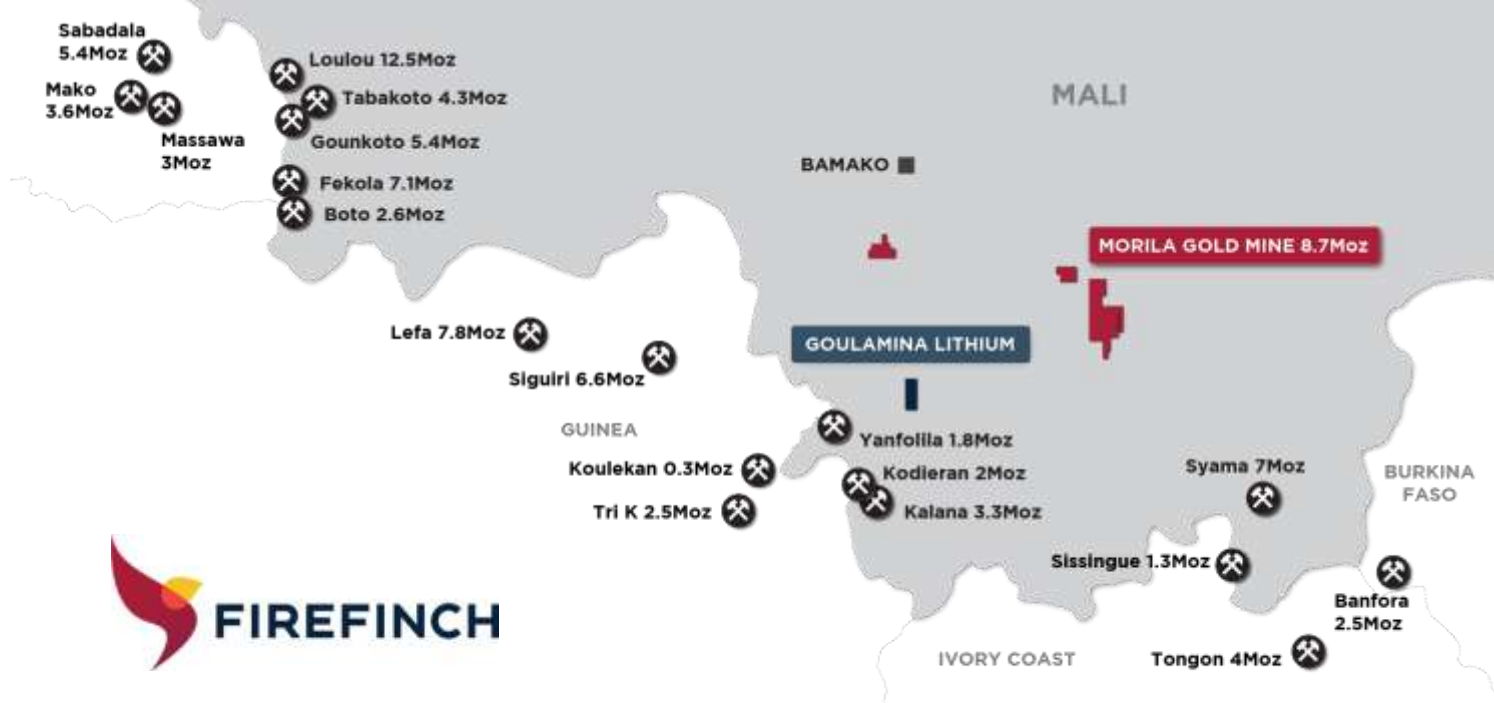 Sabadala
5.4Moz
Loulou 12.5Moz
Mako
3.6Moz
Tabakoto 4.3Moz
MALI
Massawa
3Moz
Gounkoto 5.4Moz
BAMAKO
Fekola 7.1Moz
Boto 2.6Moz
MORILA GOLD MINE 8.7Moz
Lefa 7.8Moz
GOULAMINA LITHIUM
Siguiri 6.6Moz
GUINEA
Yanfolila 1.8Moz
Koulekan 0.3Moz
Kodieran 2Moz
Syama 7Moz
BURKINA
FASO
Tri K 2.5Moz
Kalana 3.3Moz
Sissingue 1.3Moz
Banfora
2.5Moz
FIREFINCH
IVORY COAST
Tongon 4Moz